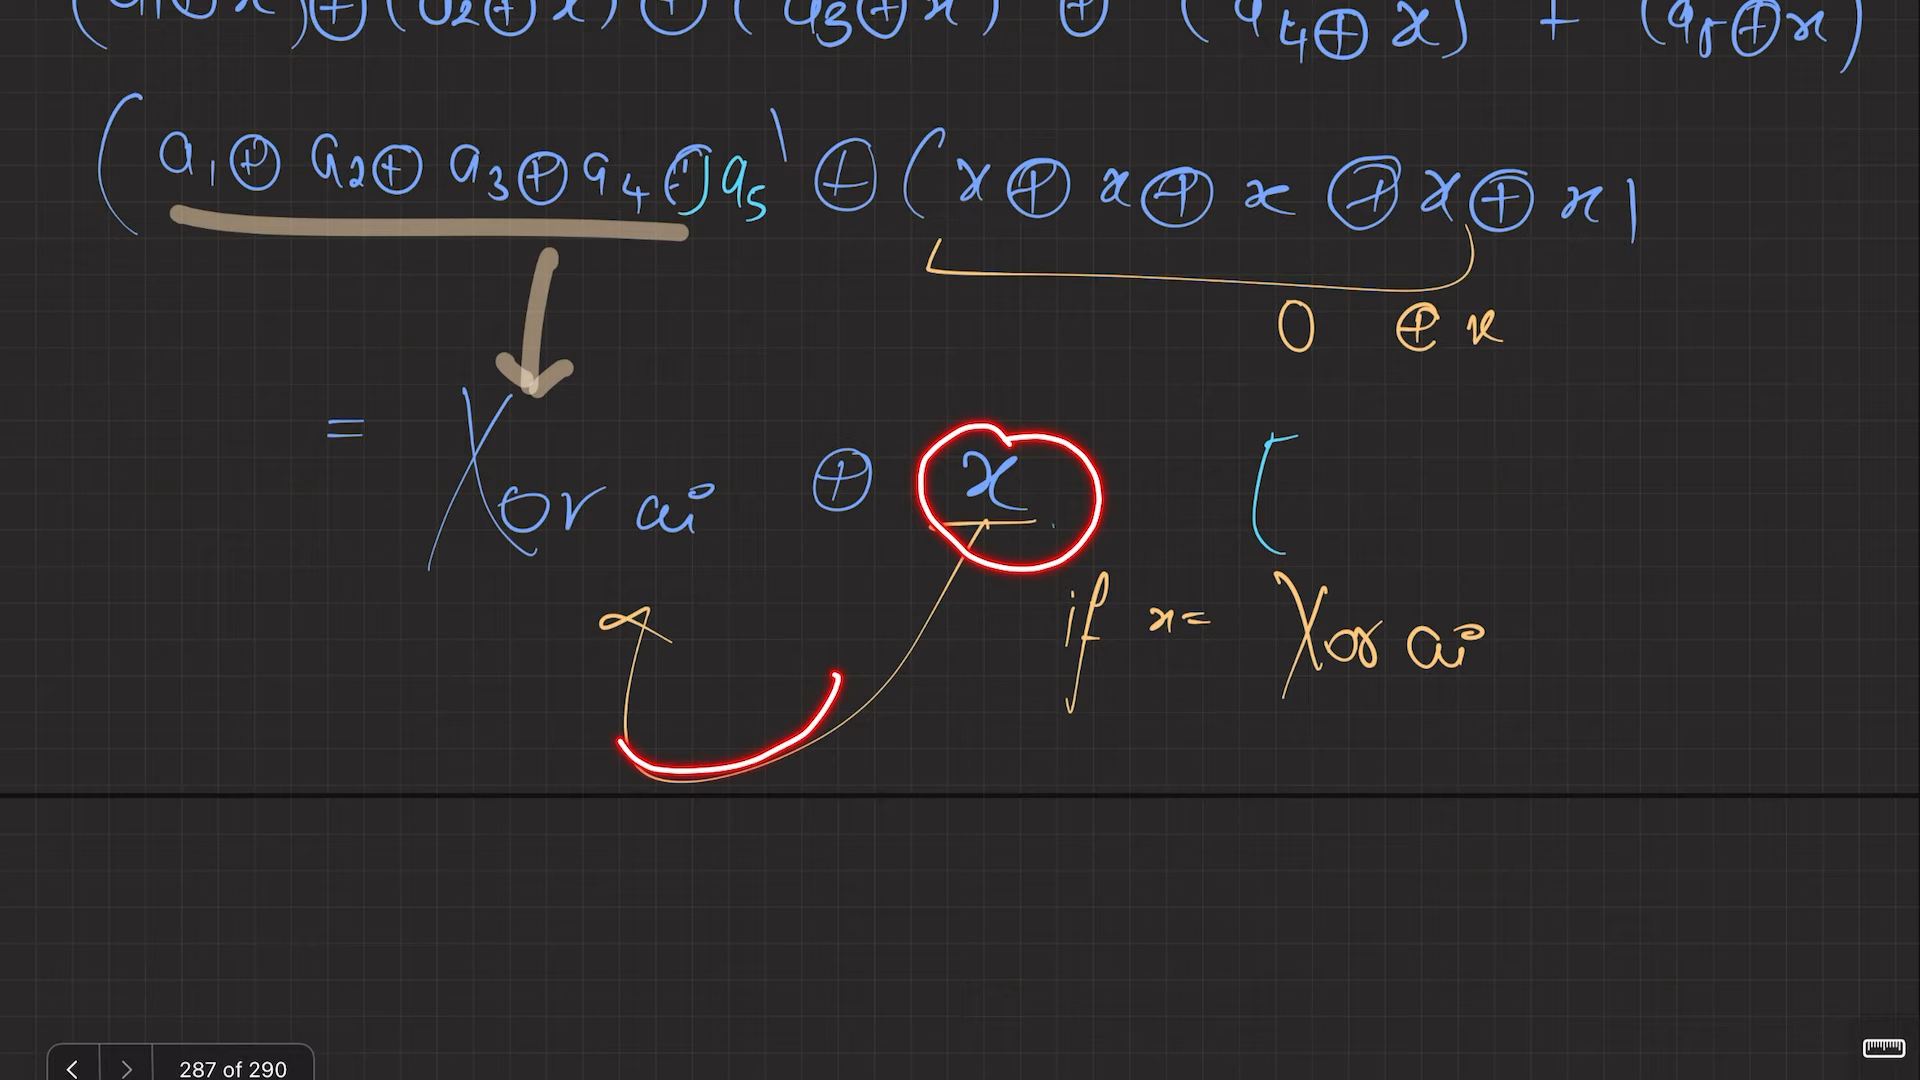 (a₁⊕x)⊕(a₂⊕x)⊕(a₃⊕x) ⊕ (a₄⊕x) + (a₅⊕x)
(a₁⊕ a₂⊕ a₃⊕ a₄⊕ a₅) ⊕ (x⊕ x⊕ x ⊕ x⊕ x)
0 ⊕ x
= Xor ai ⊕ x (
if x= Xor ai
287 of 290